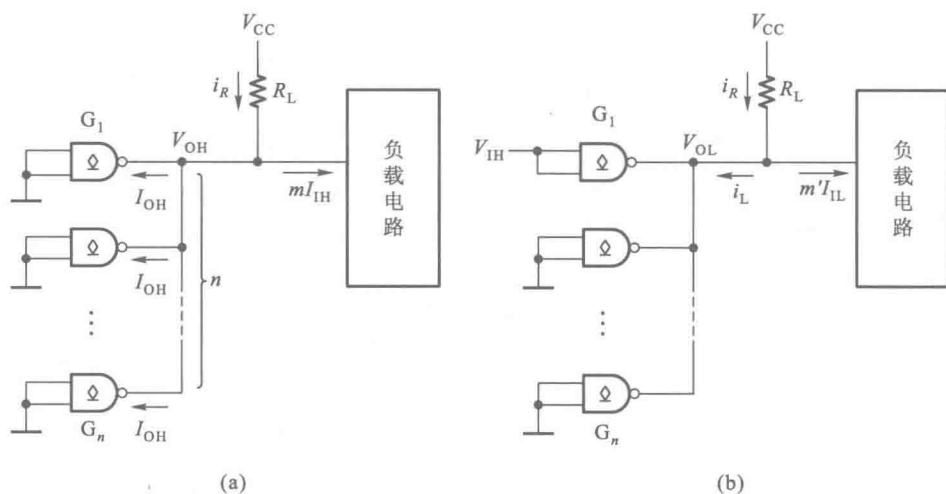 V_CC
i_R
R_L
G_1
V_OH
I_OH
mI_IH
负载电路
I_OH
n
⋮
G_n
I_OH
(a)
V_CC
i_R
R_L
G_1
V_IH
V_OL
i_L
m'I_IL
负载电路
⋮
G_n
(b)